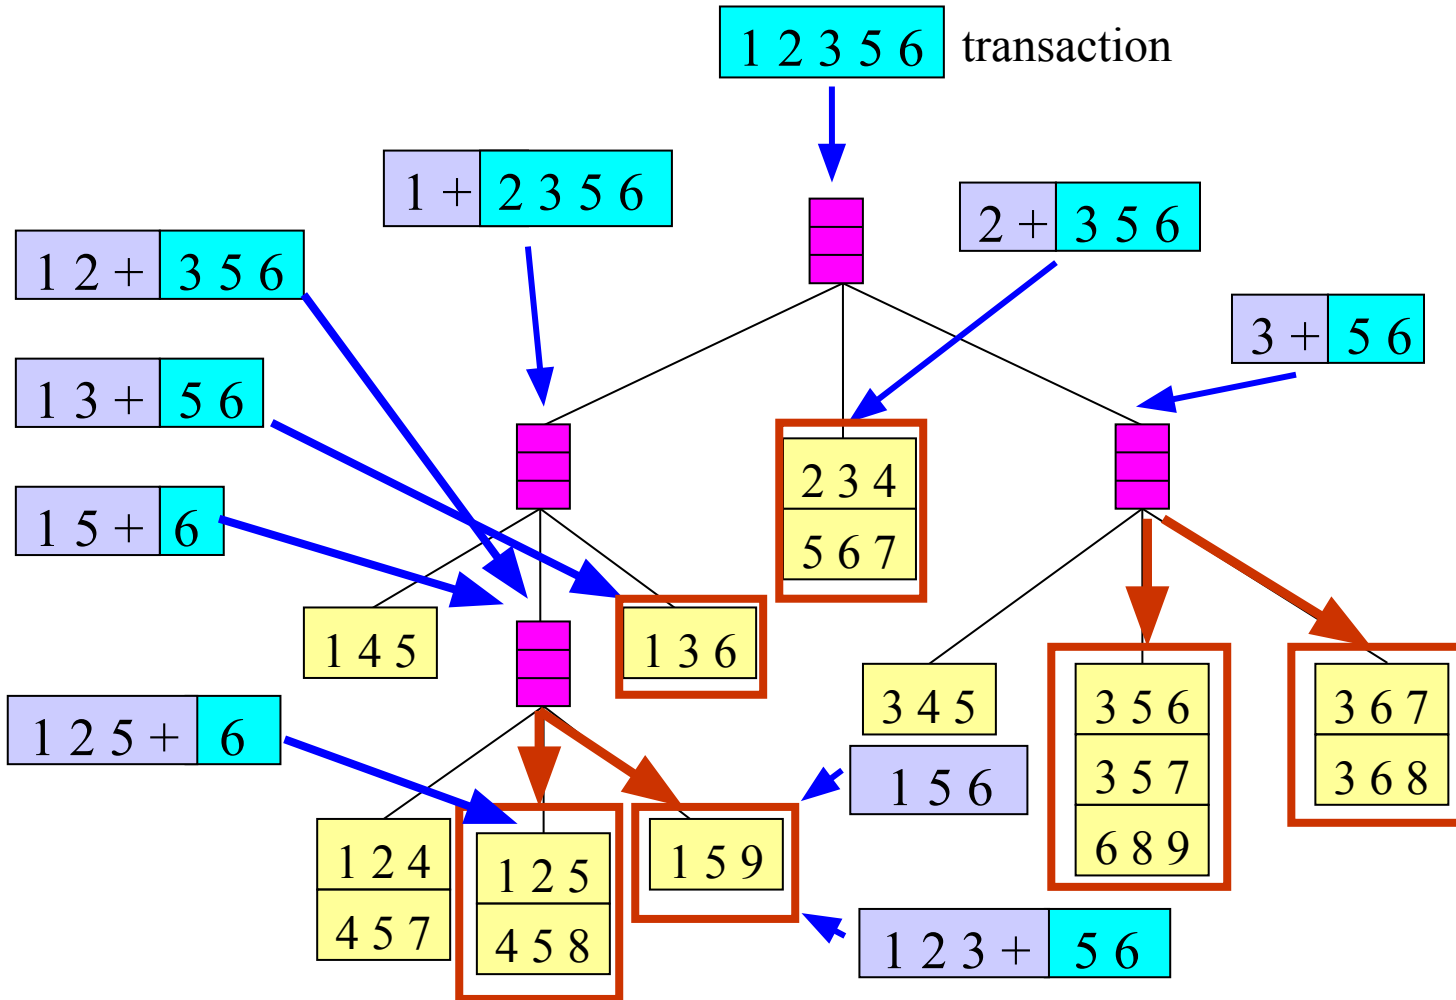 1 2 3 5 6 transaction
1 + 2 3 5 6
2 + 3 5 6
1 2 + 3 5 6
3 + 5 6
1 3 + 5 6
2 3 4
5 6 7
1 5 + 6
1 4 5
1 3 6
3 4 5
3 5 6
3 6 7
1 2 5 + 6
3 5 7
3 6 8
1 5 6
6 8 9
1 2 4
1 2 5
1 5 9
4 5 7
4 5 8
1 2 3 + 5 6